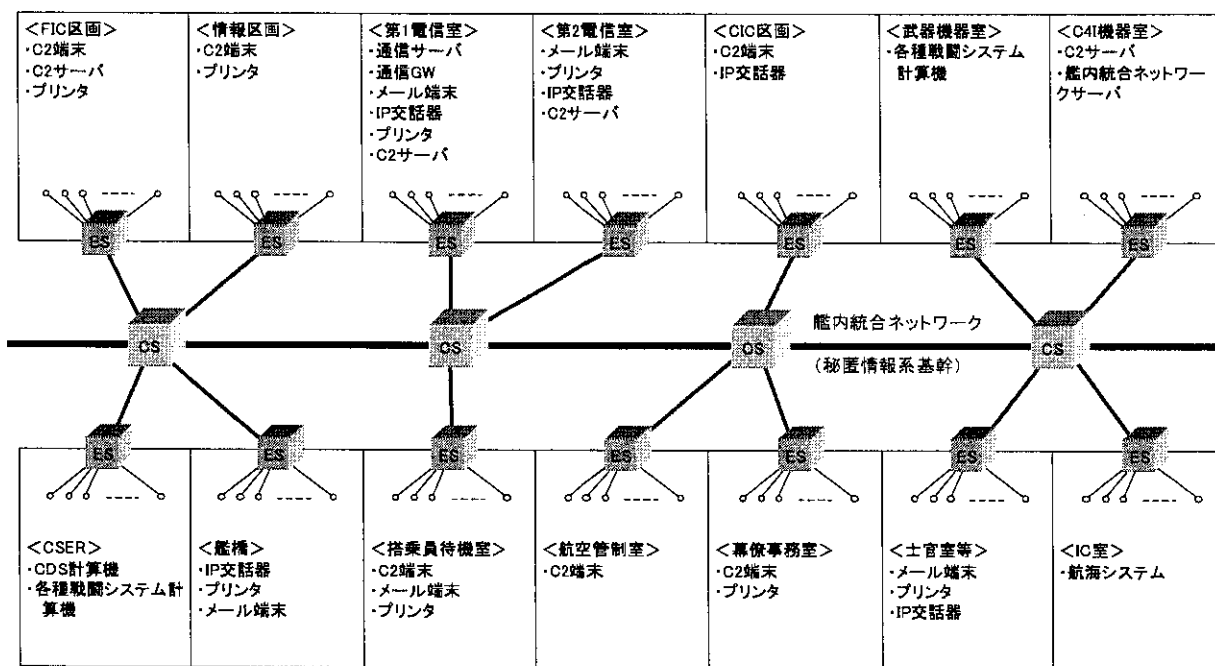 ＜FIC区画＞
・C2端末
・C2サーバ
・プリンタ
＜情報区画＞
・C2端末
・プリンタ
＜第1電信室＞
・通信サーバ
・通信GW
・メール端末
・IP交話器
・プリンタ
・C2サーバ
＜第2電信室＞
・メール端末
・プリンタ
・IP交話器
・C2サーバ
＜CIC区画＞
・C2端末
・IP交話器
＜武器機器室＞
・各種戦闘システム
計算機
＜C4I機器室＞
・C2サーバ
・艦内統合ネットワー
クサーバ
ES
ES
ES
ES
ES
ES
ES
CS
CS
CS
CS
艦内統合ネットワーク
（秘匿情報系基幹）
ES
ES
ES
ES
ES
ES
ES
＜CSER＞
・CDS計算機
・各種戦闘システム計
算機
＜艦橋＞
・IP交話器
・プリンタ
・メール端末
＜搭乗員待機室＞
・C2端末
・メール端末
・プリンタ
＜航空管制室＞
・C2端末
＜幕僚事務室＞
・C2端末
・プリンタ
＜士官室等＞
・メール端末
・プリンタ
・IP交話器
＜IC室＞
・航海システム